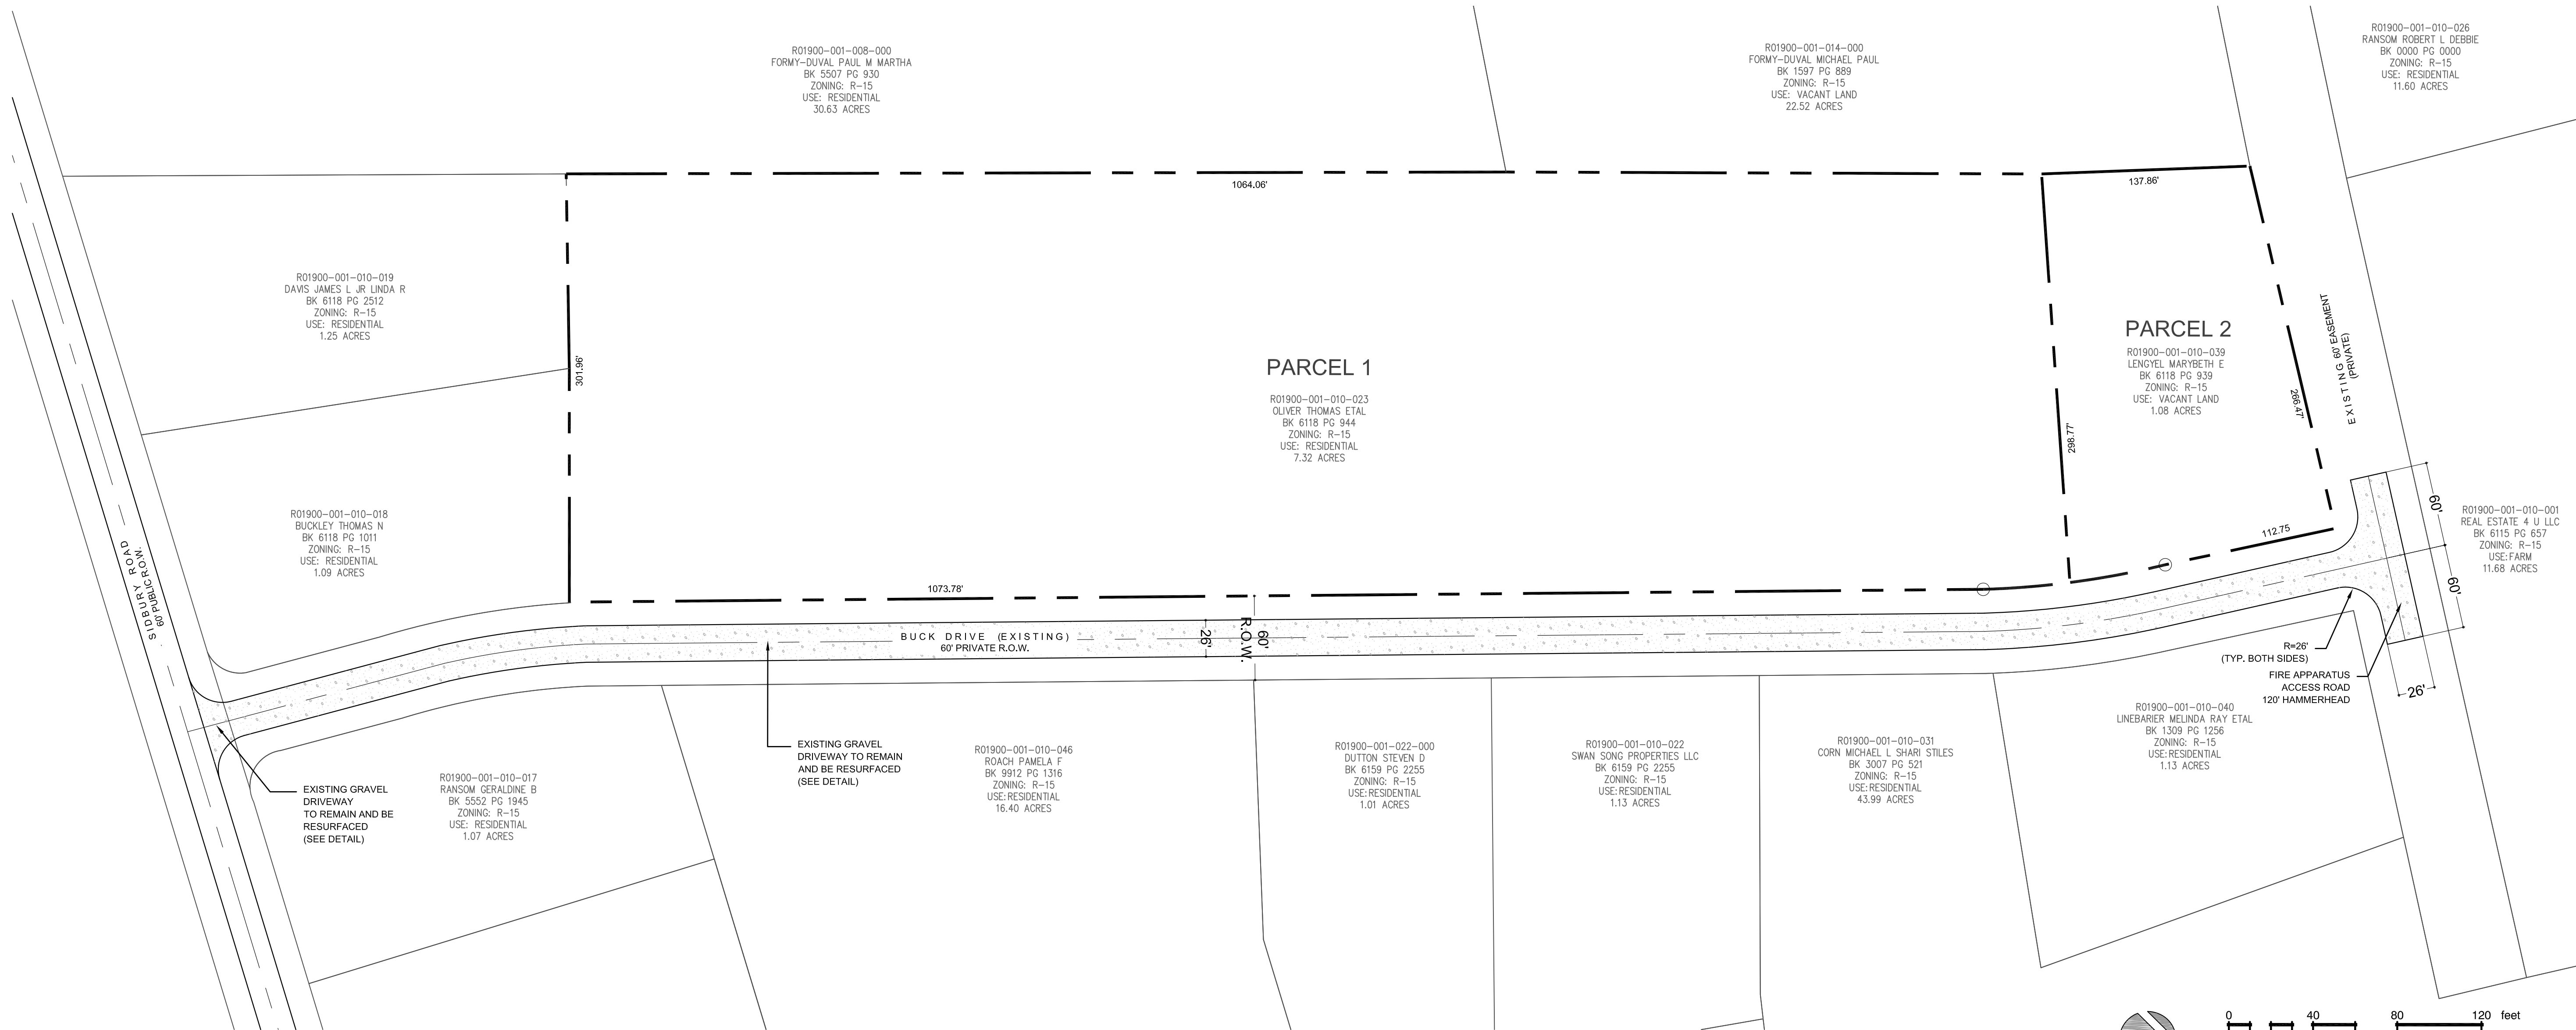 R01900-001-008-000
FORMY-DUVAL PAUL M MARTHA
BK 5507 PG 930
ZONING: R-15
USE: RESIDENTIAL
30.63 ACRES
R01900-001-014-000
FORMY-DUVAL MICHAEL PAUL
BK 1597 PG 889
ZONING: R-15
USE: VACANT LAND
22.52 ACRES
R01900-001-010-026
RANSOM ROBERT L DEBBIE
BK 0000 PG 0000
ZONING: R-15
USE: RESIDENTIAL
11.60 ACRES
1064.06'
137.86'
R01900-001-010-019
DAVIS JAMES L JR LINDA R
BK 6118 PG 2512
ZONING: R-15
USE: RESIDENTIAL
1.25 ACRES
301.96'
PARCEL 1
R01900-001-010-023
OLIVER THOMAS ETAL
BK 6118 PG 944
ZONING: R-15
USE: RESIDENTIAL
7.32 ACRES
PARCEL 2
R01900-001-010-039
LENGYEL MARYBETH E
BK 6118 PG 939
ZONING: R-15
USE: VACANT LAND
1.08 ACRES
298.77'
266.47'
EXISTING 60' EASEMENT
(PRIVATE)
R01900-001-010-018
BUCKLEY THOMAS N
BK 6118 PG 1011
ZONING: R-15
USE: RESIDENTIAL
1.09 ACRES
SIDBURY ROAD
60' PUBLIC R.O.W.
112.75
60'
60'
R01900-001-010-001
REAL ESTATE 4 U LLC
BK 6115 PG 657
ZONING: R-15
USE:FARM
11.68 ACRES
1073.78'
BUCK DRIVE (EXISTING)
60' PRIVATE R.O.W.
26'
60'
R.O.W.
R=26'
(TYP. BOTH SIDES)
FIRE APPARATUS
ACCESS ROAD
120' HAMMERHEAD
26'
EXISTING GRAVEL
DRIVEWAY
TO REMAIN AND BE
RESURFACED
(SEE DETAIL)
R01900-001-010-017
RANSOM GERALDINE B
BK 5552 PG 1945
ZONING: R-15
USE: RESIDENTIAL
1.07 ACRES
EXISTING GRAVEL
DRIVEWAY TO REMAIN
AND BE RESURFACED
(SEE DETAIL)
R01900-001-010-046
ROACH PAMELA F
BK 9912 PG 1316
ZONING: R-15
USE:RESIDENTIAL
16.40 ACRES
R01900-001-022-000
DUTTON STEVEN D
BK 6159 PG 2255
ZONING: R-15
USE:RESIDENTIAL
1.01 ACRES
R01900-001-010-022
SWAN SONG PROPERTIES LLC
BK 6159 PG 2255
ZONING: R-15
USE:RESIDENTIAL
1.13 ACRES
R01900-001-010-031
CORN MICHAEL L SHARI STILES
BK 3007 PG 521
ZONING: R-15
USE:RESIDENTIAL
43.99 ACRES
R01900-001-010-040
LINEBARIER MELINDA RAY ETAL
BK 1309 PG 1256
ZONING: R-15
USE:RESIDENTIAL
1.13 ACRES
0 40 80 120 feet